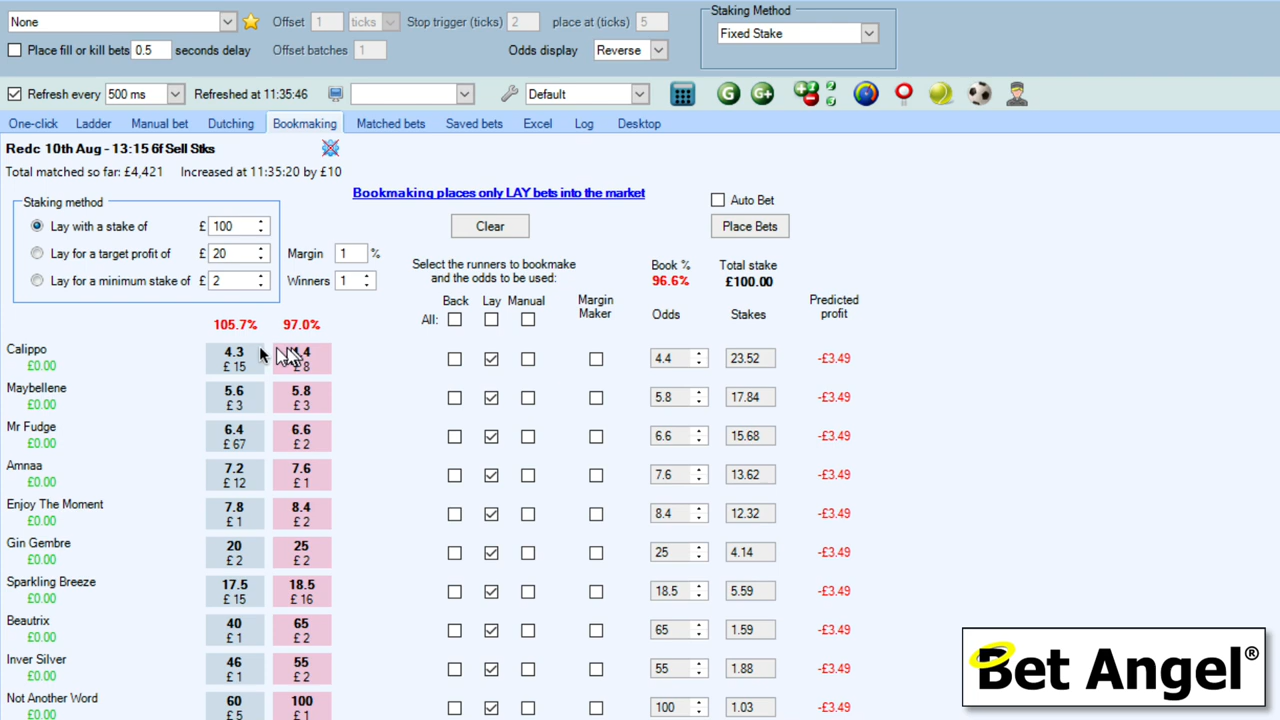 None Offset 1 ticks Stop trigger (ticks) 2 place at (ticks) 5 Staking Method
Place fill or kill bets 0.5 seconds delay Offset batches 1 Odds display Reverse Fixed Stake
Refresh every 500 ms Refreshed at 11:35:46 Default G G+
One-click Ladder Manual bet Dutching Bookmaking Matched bets Saved bets Excel Log Desktop
Redc 10th Aug - 13:15 6f Sell Stks
Total matched so far: £4,421 Increased at 11:35:20 by £10
Bookmaking places only LAY bets into the market
Staking method
Lay with a stake of £ 100
Lay for a target profit of £ 20 Margin 1 %
Lay for a minimum stake of £ 2 Winners 1
Clear
Auto Bet
Place Bets
Select the runners to bookmake
and the odds to be used:
Book % Total stake
96.6% £100.00
Back Lay Manual Margin Maker Odds Stakes Predicted profit
All:
105.7% 97.0%
Calippo 4.3 4.4 23.52 -£3.49
£0.00 £ 15
Maybellene 5.6 5.8 5.8 17.84 -£3.49
£0.00 £ 3 £ 3
Mr Fudge 6.4 6.6 6.6 15.68 -£3.49
£0.00 £ 67 £ 2
Amnaa 7.2 7.6 7.6 13.62 -£3.49
£0.00 £ 12 £ 1
Enjoy The Moment 7.8 8.4 8.4 12.32 -£3.49
£0.00 £ 1 £ 2
Gin Gembre 20 25 25 4.14 -£3.49
£0.00 £ 2 £ 2
Sparkling Breeze 17.5 18.5 18.5 5.59 -£3.49
£0.00 £ 15 £ 16
Beautrix 40 65 65 1.59 -£3.49
£0.00 £ 1 £ 2
Inver Silver 46 55 55 1.88 -£3.49
£0.00 £ 1 £ 2
Not Another Word 60 100 100 1.03 -£3.49
£0.00 £ 5 £ 1
Bet Angel®